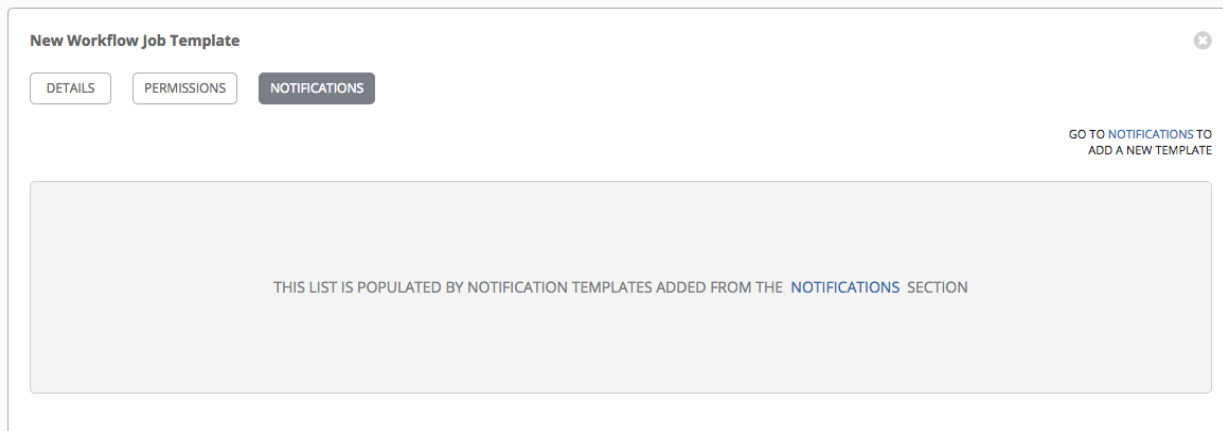 New Workflow Job Template
DETAILS
PERMISSIONS
NOTIFICATIONS
GO TO NOTIFICATIONS TO
ADD A NEW TEMPLATE
THIS LIST IS POPULATED BY NOTIFICATION TEMPLATES ADDED FROM THE NOTIFICATIONS SECTION